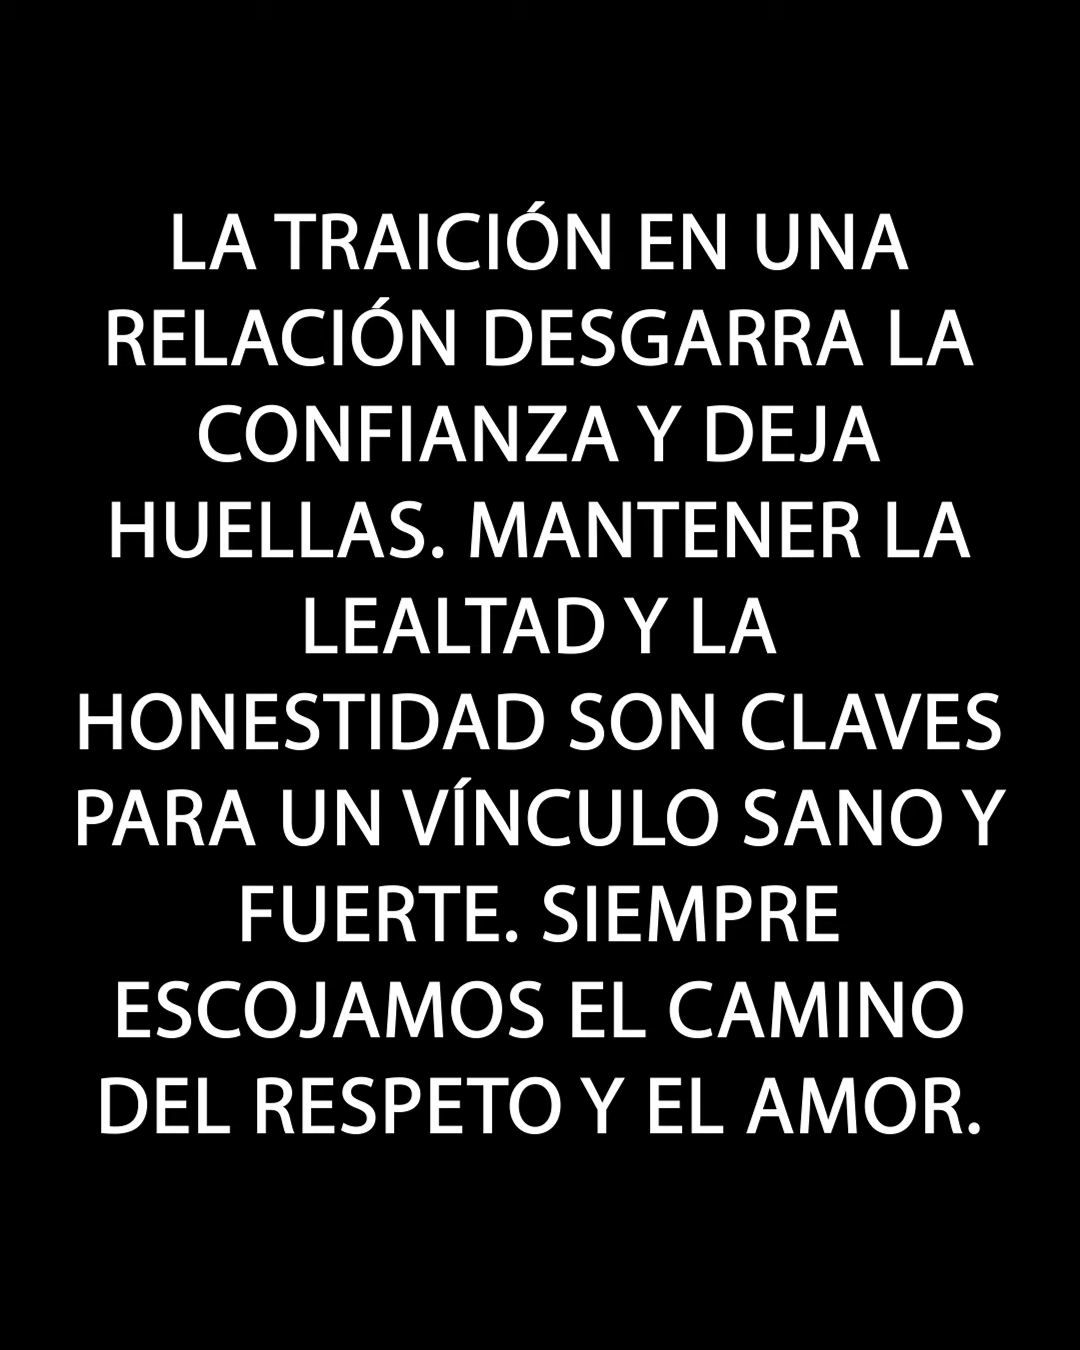 LA TRAICIÓN EN UNA
RELACIÓN DESGARRA LA
CONFIANZA Y DEJA
HUELLAS. MANTENER LA
LEALTAD Y LA
HONESTIDAD SON CLAVES
PARA UN VÍNCULO SANO Y
FUERTE. SIEMPRE
ESCOJAMOS EL CAMINO
DEL RESPETO Y EL AMOR.